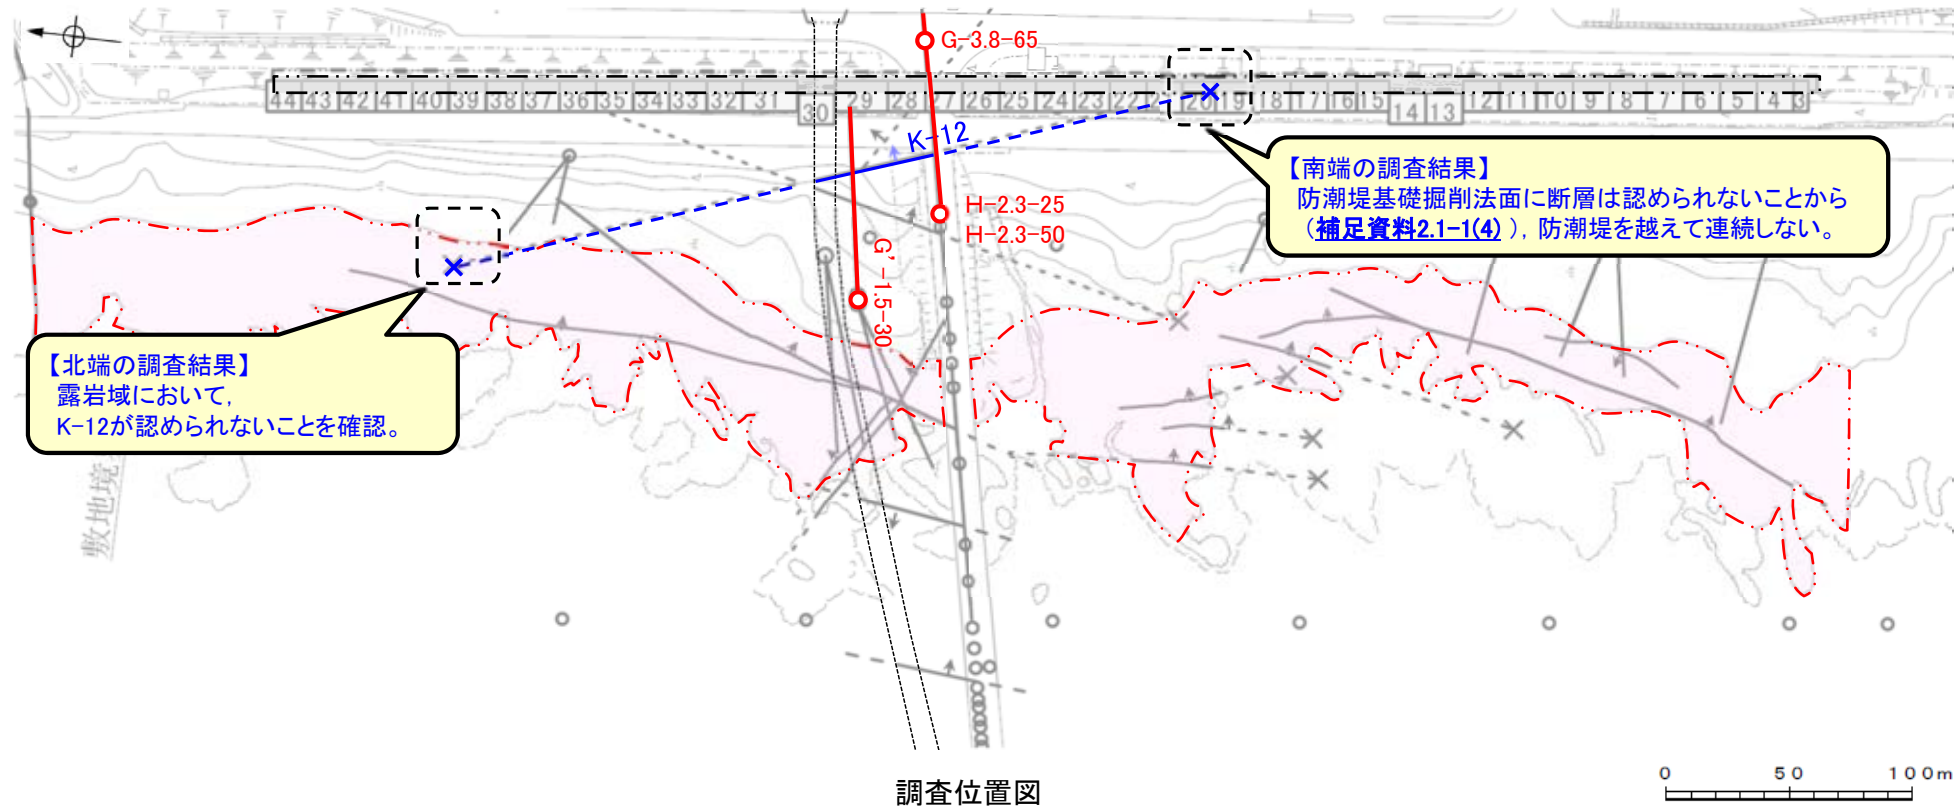 G-3.8-65
44 43 42 41 40 39 38 37 36 35 34 33 32 31 30 29 28 27 26 25 24 23 22 19 18 17 16 15 14 13 12 11 10 9 8 7 6 5 4 3
K-12
【南端の調査結果】
防潮堤基礎掘削法面に断層は認められないことから
（補足資料2.1-1(4)），防潮堤を越えて連続しない。
H-2.3-25
H-2.3-50
G'-1.5-30
【北端の調査結果】
露岩域において，
K-12が認められないことを確認。
敷地境
調査位置図
0 50 100m